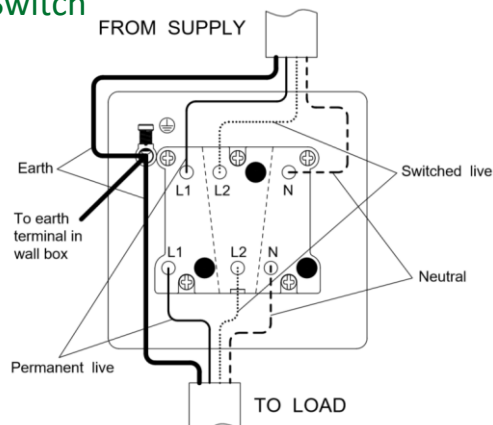 Switch
FROM SUPPLY
Earth
L1
L2
N
Switched live
To earth
terminal in
wall box
L1
L2
N
Neutral
Permanent live
TO LOAD